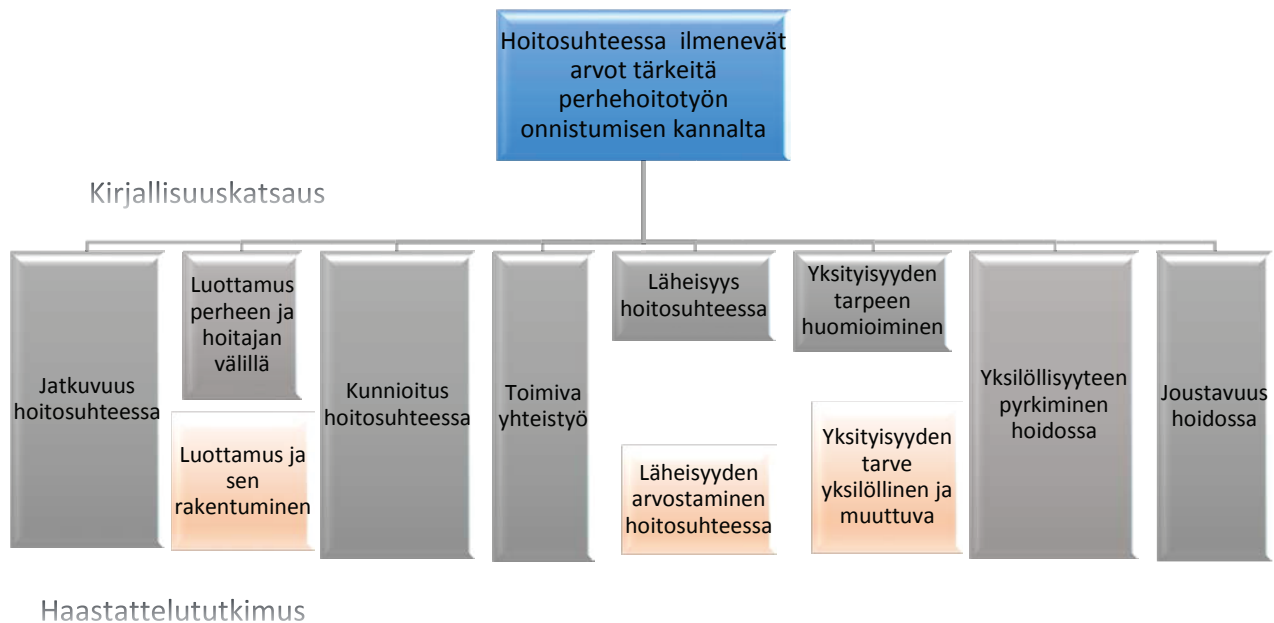 Hoitosuhteessa ilmenevät
arvot tärkeitä
perhehoitotyön
onnistumisen kannalta
Kirjallisuuskatsaus
Jatkuvuus
hoitosuhteessa
Luottamus
perheen ja
hoitajan
välillä
Luottamus ja
sen
rakentuminen
Kunnioitus
hoitosuhteessa
Toimiva
yhteistyö
Läheisyys
hoitosuhteessa
Läheisyyden
arvostaminen
hoitosuhteessa
Yksityisyyden
tarpeen
huomioiminen
Yksityisyyden
tarve
yksilöllinen ja
muuttuva
Yksilöllisyyteen
pyrkiminen
hoidossa
Joustavuus
hoidossa
Haastattelututkimus